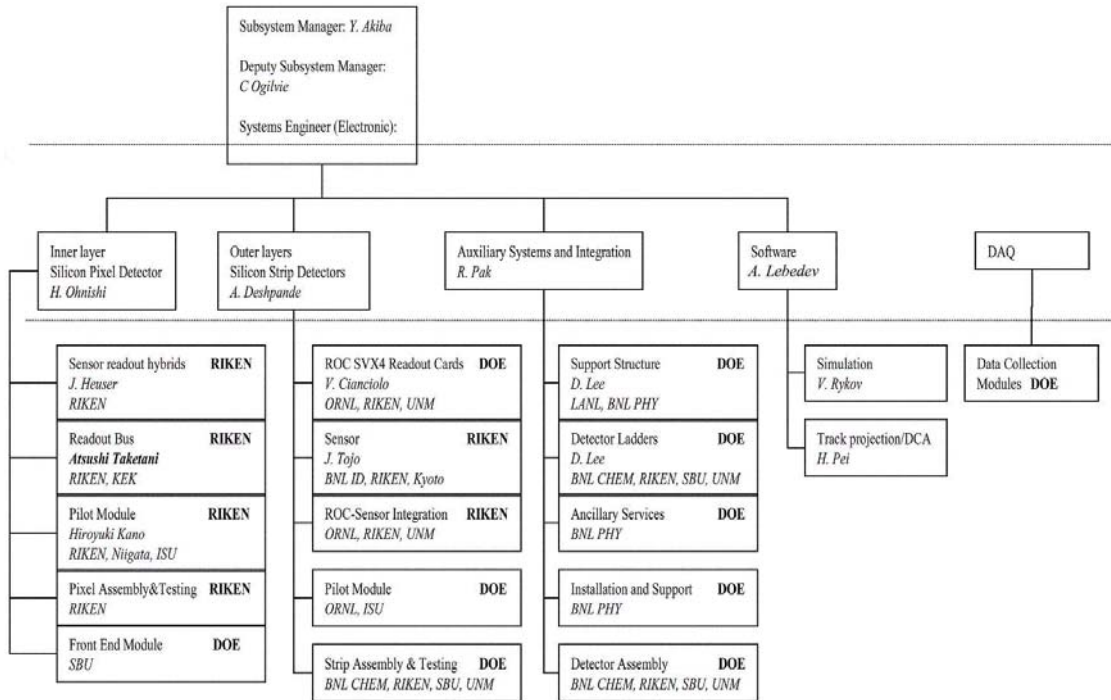 Subsystem Manager: Y. Akiba
Deputy Subsystem Manager:
C Ogilvie
Systems Engineer (Electronic):
Inner layer
Silicon Pixel Detector
H. Ohnishi
Outer layers
Silicon Strip Detectors
A. Deshpande
Auxiliary Systems and Integration
R. Pak
Software
A. Lebedev
DAQ
Sensor readout hybrids RIKEN
J. Heuser
RIKEN
Readout Bus RIKEN
Atsushi Taketani
RIKEN, KEK
Pilot Module RIKEN
Hiroyuki Kano
RIKEN, Niigata, ISU
Pixel Assembly&Testing RIKEN
RIKEN
Front End Module DOE
SBU
ROC SVX4 Readout Cards DOE
V. Cianciolo
ORNL, RIKEN, UNM
Sensor RIKEN
J. Tojo
BNL ID, RIKEN, Kyoto
ROC-Sensor Integration RIKEN
ORNL, RIKEN, UNM
Pilot Module DOE
ORNL, ISU
Strip Assembly & Testing DOE
BNL CHEM, RIKEN, SBU, UNM
Support Structure DOE
D. Lee
LANL, BNL PHY
Detector Ladders DOE
D. Lee
BNL CHEM, RIKEN, SBU, UNM
Ancillary Services DOE
BNL PHY
Installation and Support DOE
BNL PHY
Detector Assembly DOE
BNL CHEM, RIKEN, SBU, UNM
Simulation
V. Rykov
Track projection/DCA
H. Pei
Data Collection
Modules DOE